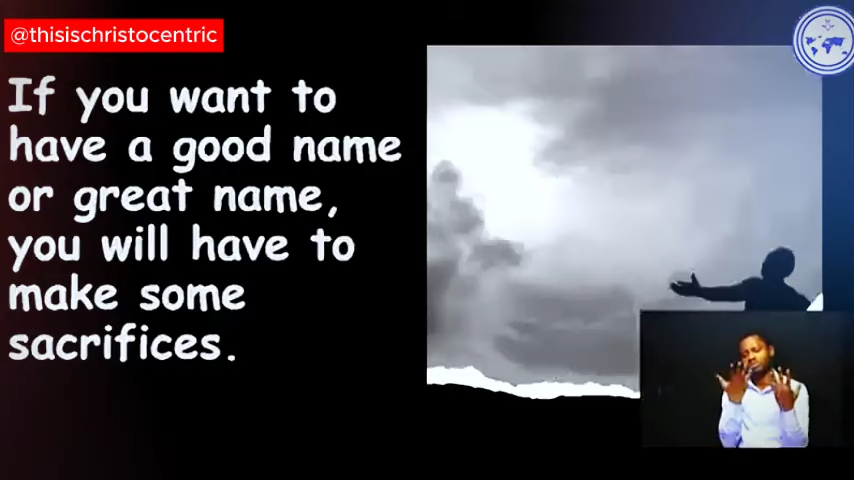 @thisischristocentric
If you want to
have a good name
or great name,
you will have to
make some
sacrifices.